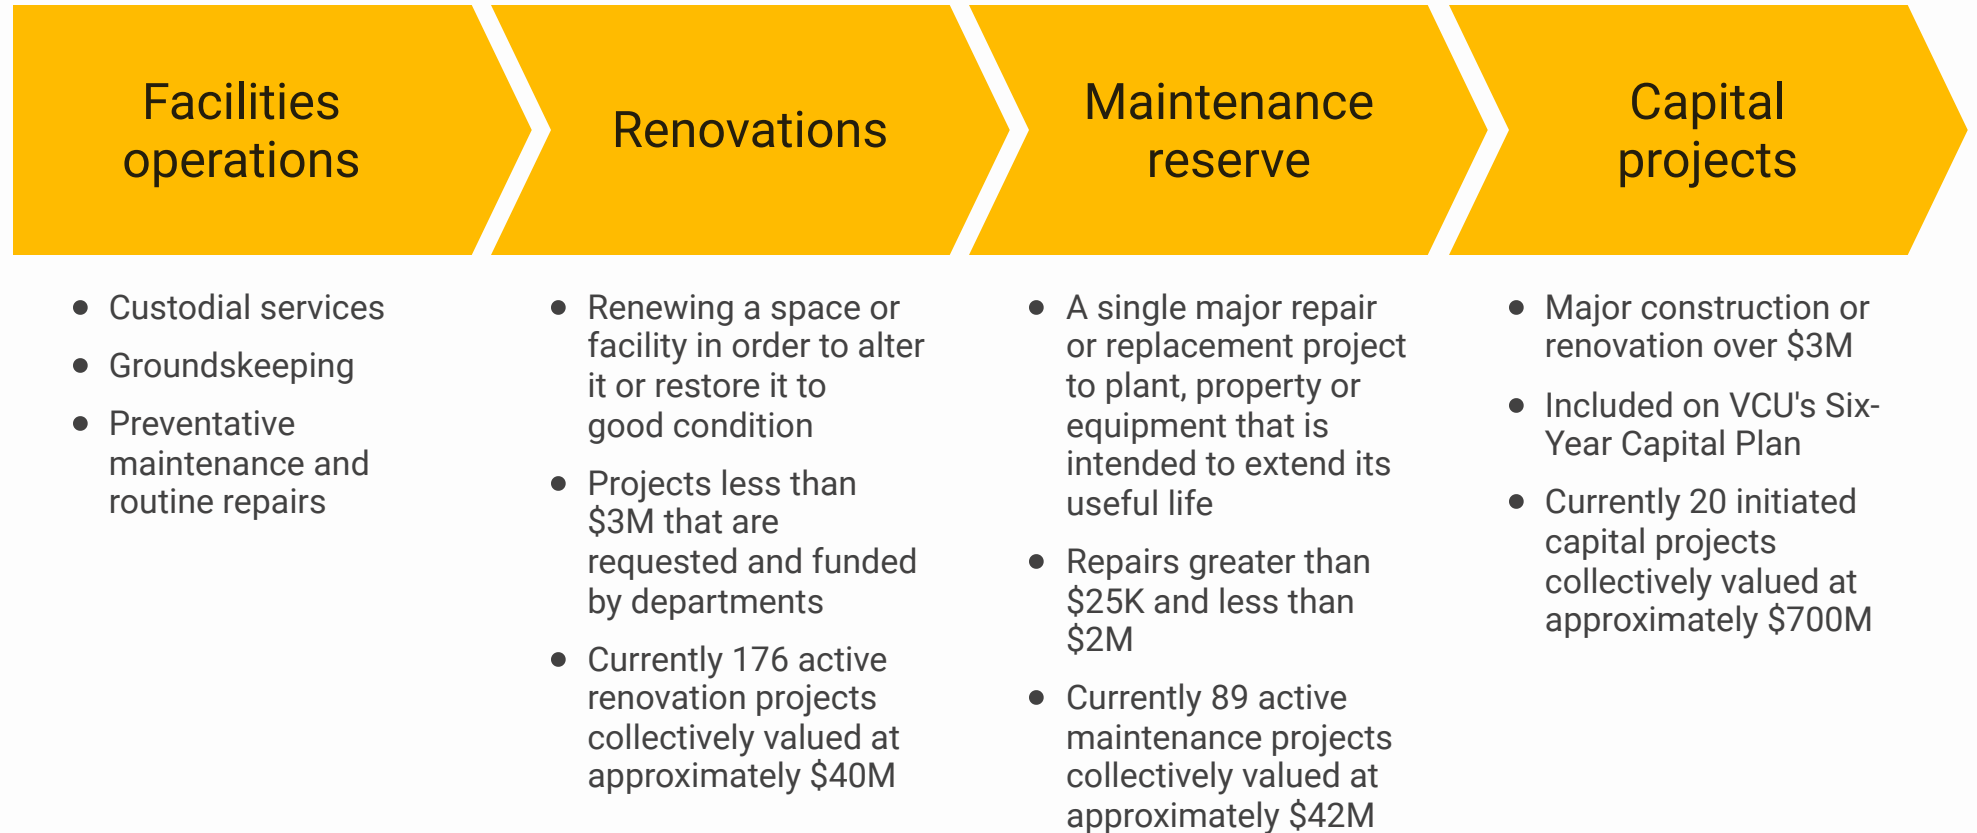 Facilities
operations
Renovations
Maintenance
reserve
Capital
projects
• Custodial services
• Groundskeeping
• Preventative
maintenance and
routine repairs
• Renewing a space or
facility in order to alter
it or restore it to
good condition
• Projects less than
$3M that are
requested and funded
by departments
• Currently 176 active
renovation projects
collectively valued at
approximately $40M
• A single major repair
or replacement project
to plant, property or
equipment that is
intended to extend its
useful life
• Repairs greater than
$25K and less than
$2M
• Currently 89 active
maintenance projects
collectively valued at
approximately $42M
• Major construction or
renovation over $3M
• Included on VCU's Six-
Year Capital Plan
• Currently 20 initiated
capital projects
collectively valued at
approximately $700M